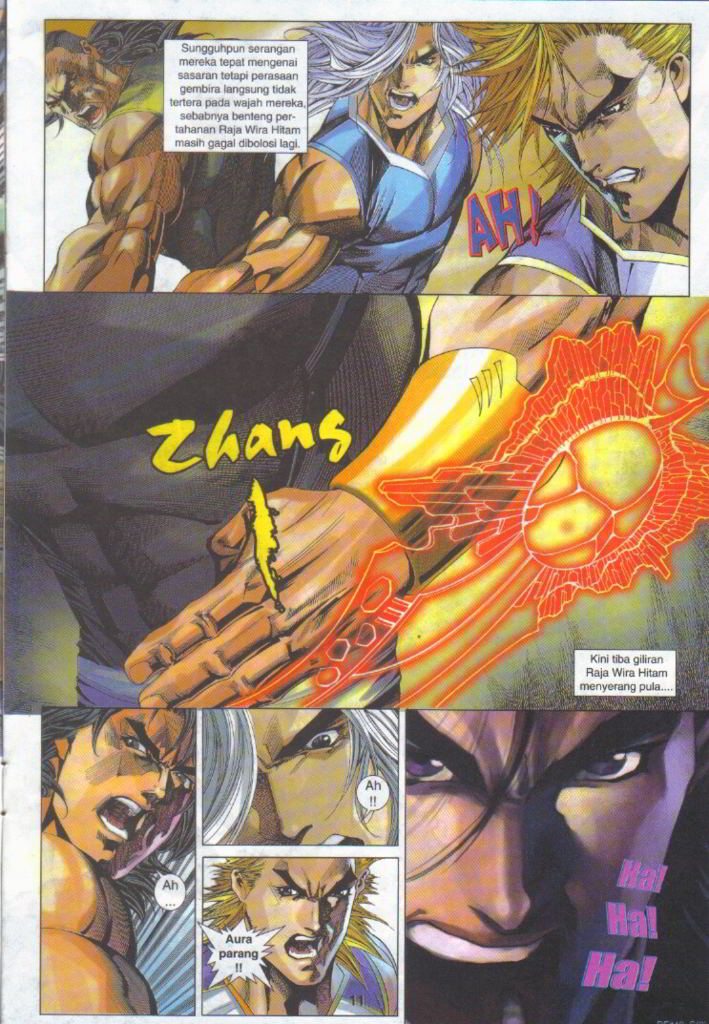 Sungguhpun serangan
mereka tepat mengenai
sasaran tetapi perasaan
gembira langsung tidak
tertera pada wajah mereka,
sebabnya benteng per-
tahanan Raja Wira Hitam
masih gagal dibolosi lagi.
AH!
Zhang
!
Kini tiba giliran
Raja Wira Hitam
menyerang pula....
Ah
...
Ah
!!
Aura
parang
!!
Ha!
Ha!
Ha!
11